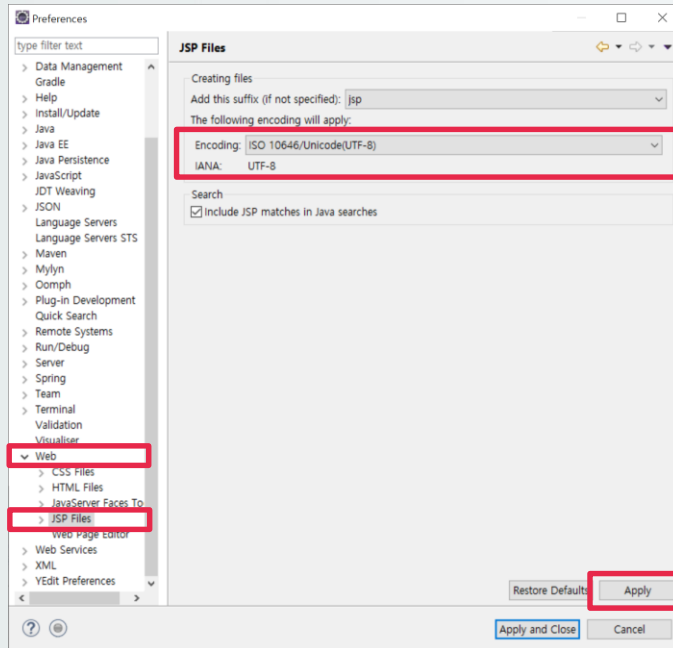 Preferences
type filter text
JSP Files
Data Management
Gradle
Help
Install/Update
Java
Java EE
Java Persistence
JavaScript
JDT Weaving
JSON
Language Servers
Language Servers STS
Maven
Mylyn
Oomph
Plug-in Development
Quick Search
Remote Systems
Run/Debug
Server
Spring
Team
Terminal
Validation
Visualiser
Web
CSS Files
HTML Files
JavaServer Faces To
JSP Files
Web Page Editor
Web Services
XML
YEdit Preferences
Creating files
Add this suffix (if not specified): jsp
The following encoding will apply:
Encoding: ISO 10646/Unicode(UTF-8)
IANA: UTF-8
Search
Include JSP matches in Java searches
Restore Defaults Apply
Apply and Close Cancel